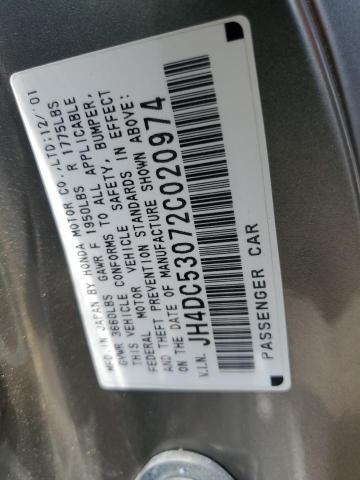 MFD. IN JAPAN BY HONDA MOTOR CO.,LTD;12/'01
GVWR 3660LBS GAWR F 1950LBS R 1775LBS
THIS VEHICLE CONFORMS TO ALL APPLICABLE
FEDERAL MOTOR VEHICLE SAFETY, BUMPER,
AND THEFT PREVENTION STANDARDS IN EFFECT
ON THE DATE OF MANUFACTURE SHOWN ABOVE:
V.I.N. JH4DC53072C020974
PASSENGER CAR